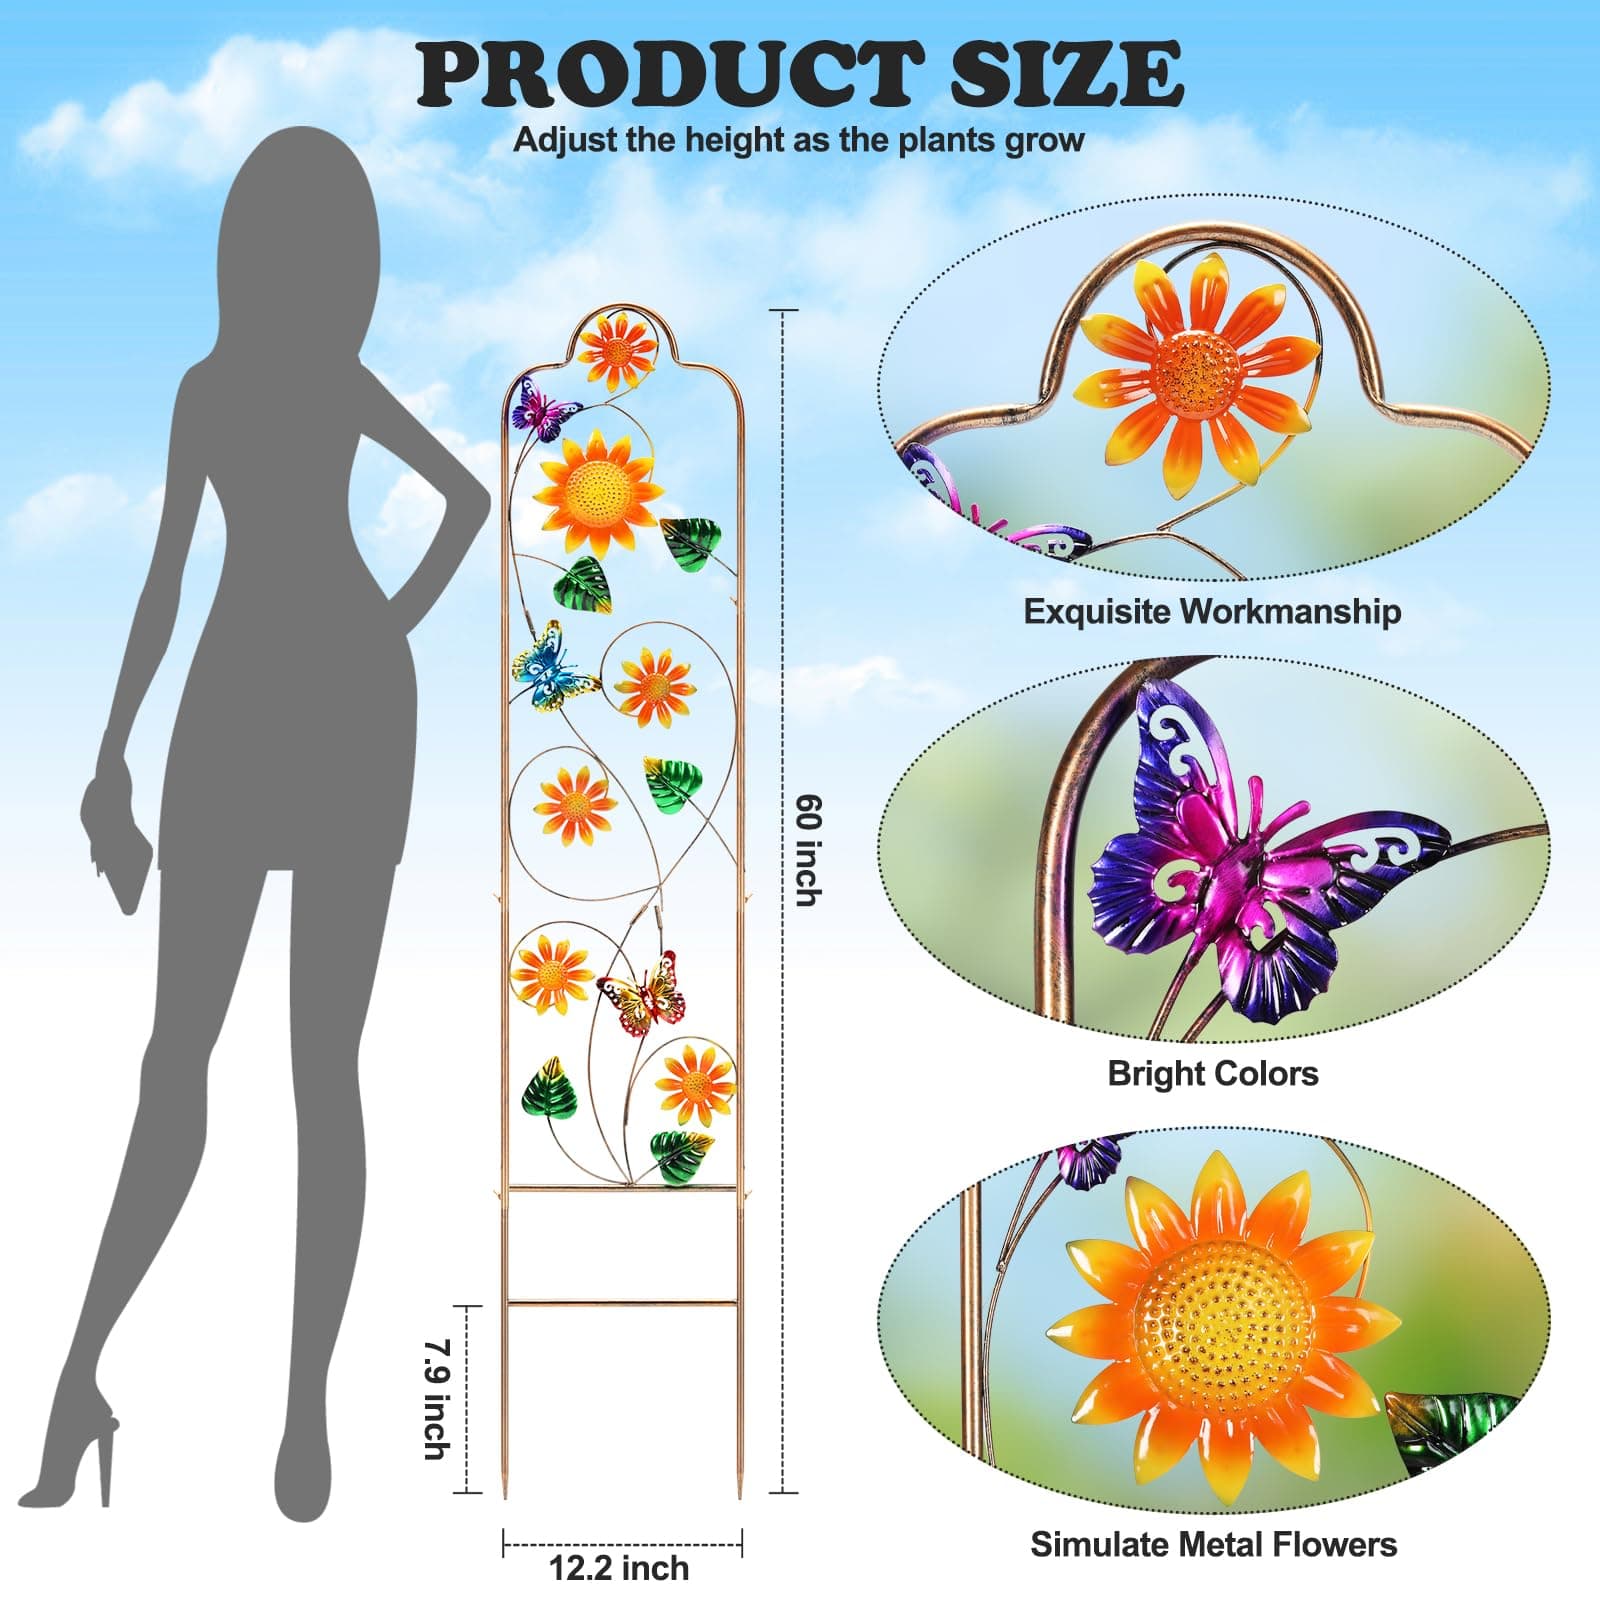 PRODUCT SIZE
Adjust the height as the plants grow
Exquisite Workmanship
60 inch
Bright Colors
7.9 inch
12.2 inch
Simulate Metal Flowers